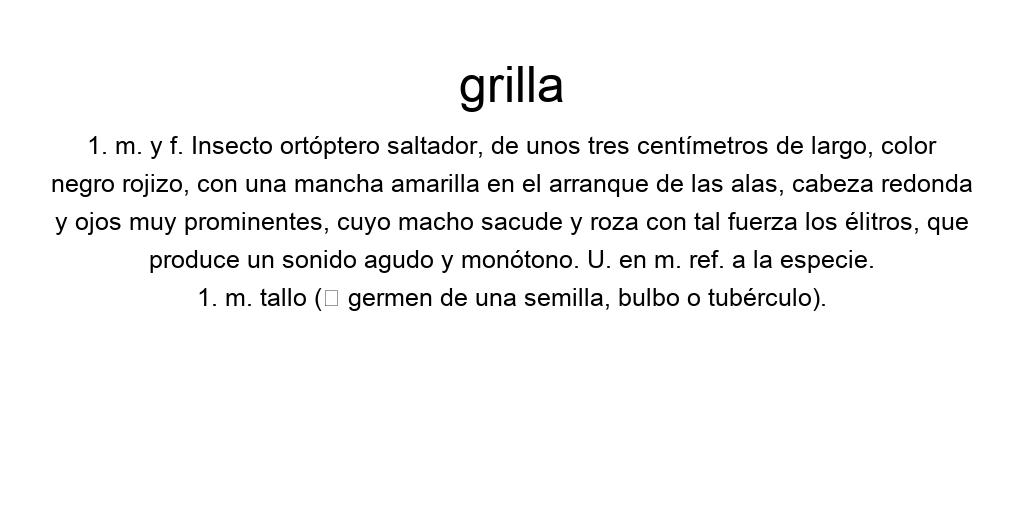 grilla
1. m. y f. Insecto ortóptero saltador, de unos tres centímetros de largo, color
negro rojizo, con una mancha amarilla en el arranque de las alas, cabeza redonda
y ojos muy prominentes, cuyo macho sacude y roza con tal fuerza los élitros, que
produce un sonido agudo y monótono. U. en m. ref. a la especie.
1. m. tallo (□ germen de una semilla, bulbo o tubérculo).